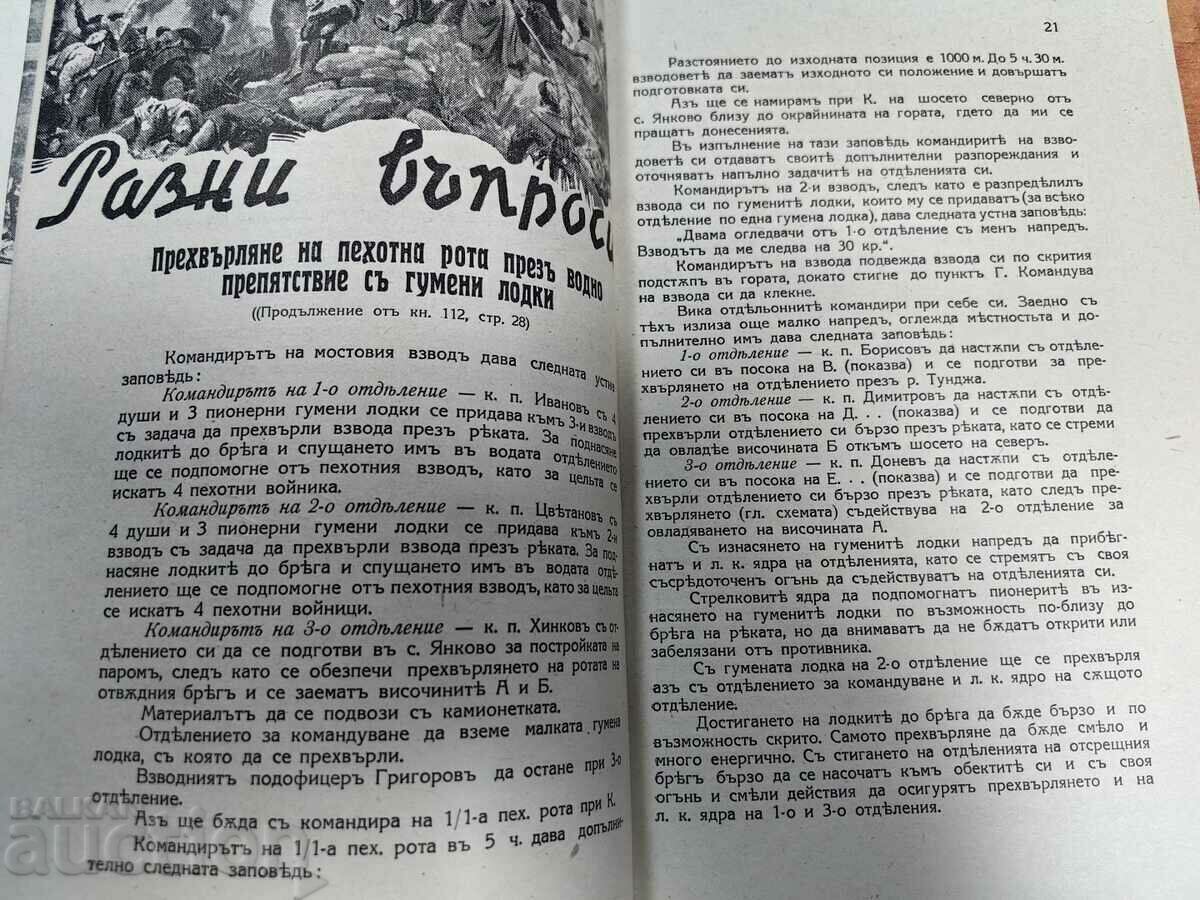 Разни въпроси
Прехвърляне на пехотна рота презъ водно
препятствие съ гумени лодки
((Продължение отъ кн. 112, стр. 28)
Командирътъ на мостовия взводъ дава следната устна
заповѣдь:
Командирътъ на 1-о отдѣление — к. п. Ивановъ съ 4
души и 3 пионерни гумени лодки се придава къмъ 3-и взводъ
съ задача да прехвърли взвода презъ рѣката. За поднасяне
лодкитѣ до брѣга и спущането имъ въ водата отдѣлението
ще се подпомогне отъ пехотния взводъ, като за цельта се
искатъ 4 пехотни войника.
Командирътъ на 2-о отдѣление — к. п. Цвѣтановъ съ
4 души и 3 пионерни гумени лодки се придава къмъ 2-и
взводъ съ задача да прехвърли взвода презъ рѣката. За под-
насяне лодкитѣ до брѣга и спущането имъ въ водата отдѣ-
лението ще се подпомогне отъ пехотния взводъ, като за цельта
се искатъ 4 пехотни войници.
Командирътъ на 3-о отдѣление — к. п. Хинковъ съ от-
дѣлението си да се подготви въ с. Янково за постройката на
паромъ, следъ като се обезпечи прехвърлянето на ротата на
отвѫдния брѣгъ и се заематъ височинитѣ А и Б.
Материалътъ да се подвози съ камионетката.
Отдѣлението за командуване да вземе малката гумена
лодка, съ която да се прехвърли.
Взводниятъ подофицеръ Григоровъ да остане при 3-о
отдѣление.
Азъ ще бѫда съ командира на 1/1-а пех. рота при К.
Командирътъ на 1/1-а пех. рота въ 5 ч. дава допълни-
телно следната заповѣдь:
21
Разстоянието до изходната позиция е 1000 м. До 5 ч. 30 м.
взводоветѣ да заематъ изходното си положение и довършатъ
подготовката си.
Азъ ще се намирамъ при К. на шосето северно отъ
с. Янково близу до окрайнината на гората, гдето да ми се
пращатъ донесенията.
Въ изпълнение на тази заповѣдь командиритѣ на взво-
доветѣ си отдаватъ своитѣ допълнителни разпореждания и
оточняватъ напълно задачитѣ на отдѣленията си.
Командирътъ на 2-и взводъ, следъ като е разпредѣлилъ
взвода си по гуменитѣ лодки, които му се придаватъ (за всѣко
отдѣление по една гумена лодка), дава следната устна заповѣдь:
„Двама огледвачи отъ 1-о отдѣление съ менъ напредъ.
Взводътъ да ме следва на 30 кр.“.
Командирътъ на взвода подвежда взвода си по скрития
подстѫпъ въ гората, докато стигне до пунктъ Г. Командува
на взвода си да клекне.
Вика отдѣльоннитѣ командири при себе си. Заедно съ
тѣхъ излиза още малко напредъ, оглежда мѣстностьта и до-
пълнително имъ дава следната заповѣдь:
1-о отдѣление — к. п. Борисовъ да настѫпи съ отдѣле-
нието си въ посока на В. (показва) и се подготви за пре-
хвърлянето на отдѣлението презъ р. Тунджа.
2-о отдѣление — к. п. Димитровъ да настѫпи съ отдѣ-
лението си въ посока на Д. . . (показва) и се подготви да
прехвърли отдѣлението си бързо презъ рѣката, като се стреми
да овладѣе височината Б откъмъ шосето на северъ.
3-о отдѣление — к. п. Доневъ да настѫпи съ отдѣле-
нието си въ посока на Е. . . (показва) и се подготви да пре-
хвърли отдѣлението си бързо презъ рѣката, като следъ пре-
хвърлянето (гл. схемата) съдействува на 2-о отдѣление за
овладяването на височината А.
Съ изнасянето на гуменитѣ лодки напредъ да прибѣг-
натъ и л. к. ядра на отдѣленията, като се стремятъ съ своя
съсрѣдоточенъ огънь да съдействуватъ на отдѣленията си.
Стрелковитѣ ядра да подпомогнатъ пионеритѣ въ из-
насянето на гуменитѣ лодки по възможность по-близу до
брѣга на рѣката, но да внимаватъ да не бѫдатъ открити или
забелязани отъ противника.
Съ гумената лодка на 2-о отдѣление ще се прехвърля
азъ съ отдѣлението за командуване и л. к. ядро на сѫщото
отдѣление.
Достигането на лодкитѣ до брѣга да бѫде бързо и по
възможность скрито. Самото прехвърляне да бѫде смѣло и
много енергично. Съ стигането на отдѣленията на отсрещния
брѣгъ бързо да се насочатъ къмъ обектитѣ си и съ своя
огънь и смѣли действия да осигурятъ прехвърлянето и на
л. к. ядра на 1-о и 3-о отдѣления.